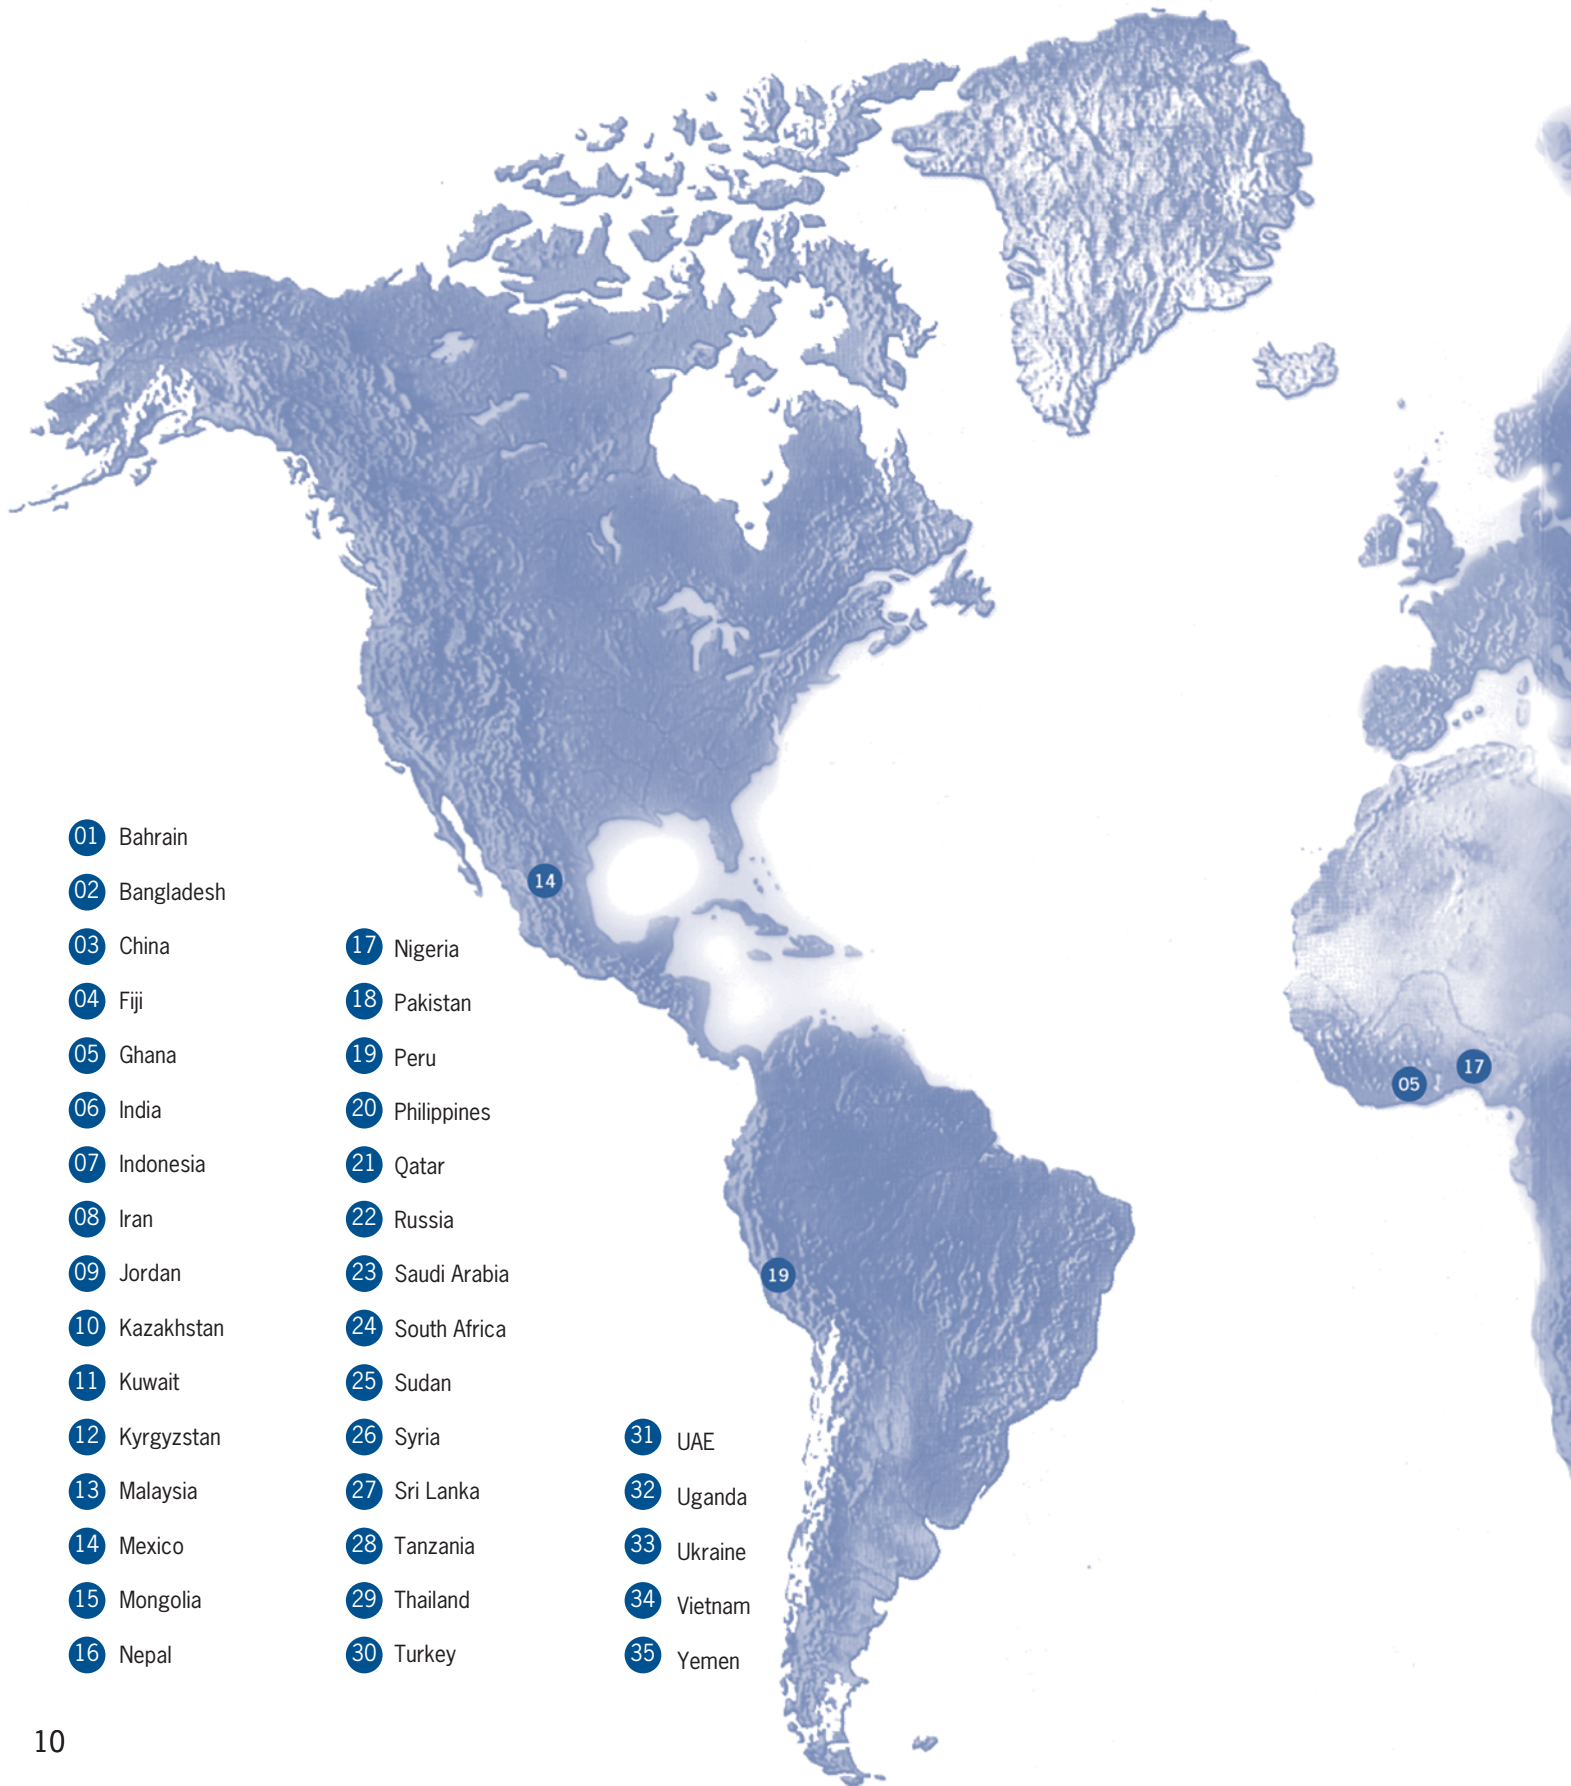 01 Bahrain
02 Bangladesh
03 China
04 Fiji
05 Ghana
06 India
07 Indonesia
08 Iran
09 Jordan
10 Kazakhstan
11 Kuwait
12 Kyrgyzstan
13 Malaysia
14 Mexico
15 Mongolia
16 Nepal
17 Nigeria
18 Pakistan
19 Peru
20 Philippines
21 Qatar
22 Russia
23 Saudi Arabia
24 South Africa
25 Sudan
26 Syria
27 Sri Lanka
28 Tanzania
29 Thailand
30 Turkey
31 UAE
32 Uganda
33 Ukraine
34 Vietnam
35 Yemen
14
19
05
17
10